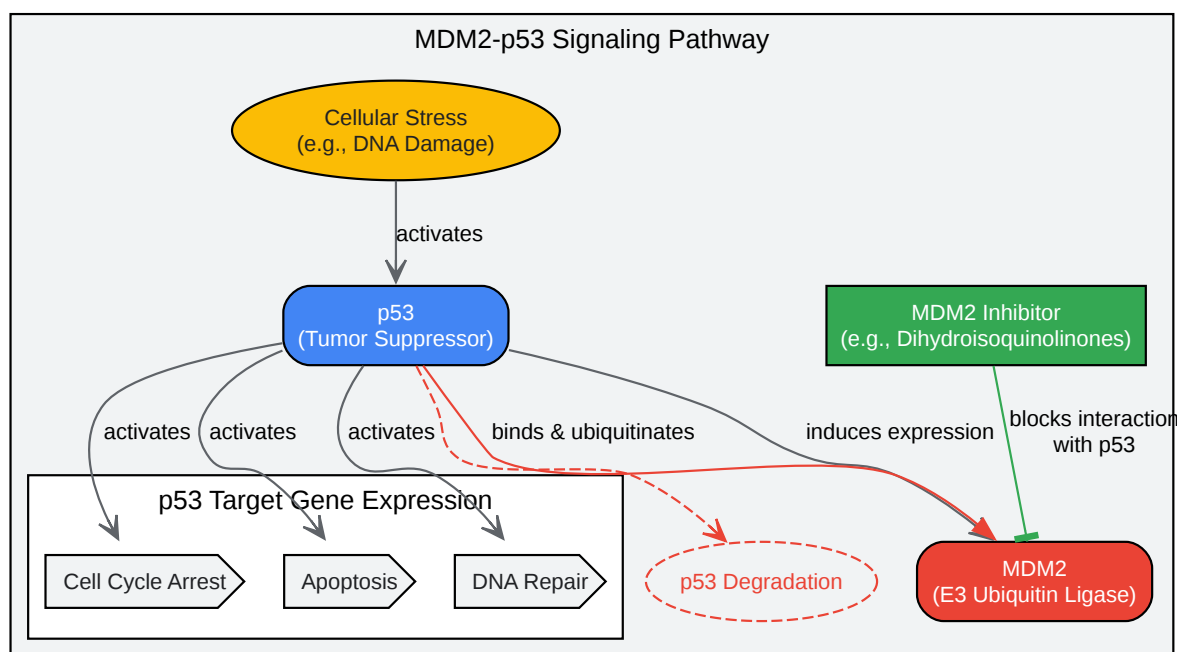 MDM2-p53 Signaling Pathway
Cellular Stress
(e.g., DNA Damage)
activates
p53
(Tumor Suppressor)
MDM2 Inhibitor
(e.g., Dihydroisoquinolinones)
activates
activates
activates
binds & ubiquitinates
induces expression
blocks interaction
with p53
p53 Target Gene Expression
Cell Cycle Arrest
Apoptosis
DNA Repair
p53 Degradation
MDM2
(E3 Ubiquitin Ligase)